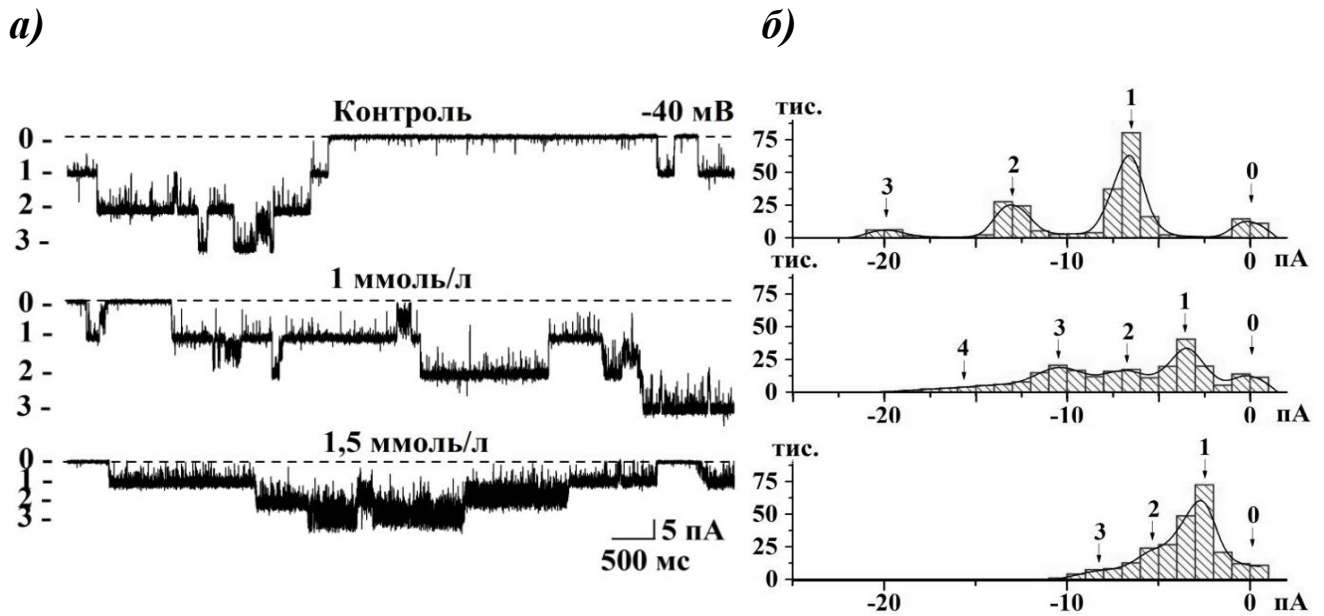 а) б)
Контроль -40 мВ
0 -
1 -
2 -
3 -
1 ммоль/л
0 -
1 -
2 -
3 -
1,5 ммоль/л
0 -
1 -
2 -
3 -
5 пА
500 мс
тис.
75
50
25
0
3 2 1 0
-20 -10 0 пА
тис.
75
50
25
0
4 3 2 1 0
-20 -10 0 пА
тис.
75
50
25
0
3 2 1 0
-20 -10 0 пА